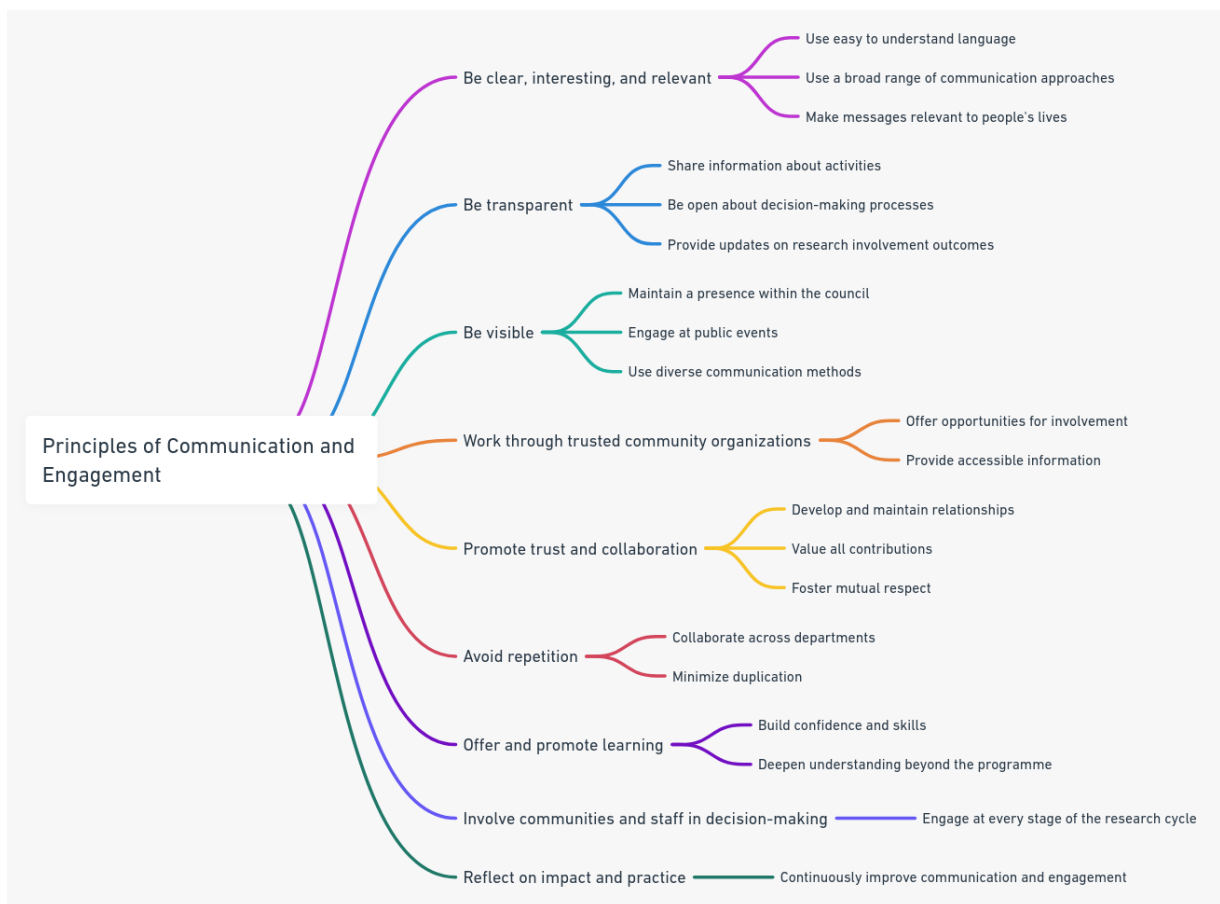 Principles of Communication and
Engagement
Be clear, interesting, and relevant
Use easy to understand language
Use a broad range of communication approaches
Make messages relevant to people's lives
Be transparent
Share information about activities
Be open about decision-making processes
Provide updates on research involvement outcomes
Be visible
Maintain a presence within the council
Engage at public events
Use diverse communication methods
Work through trusted community organizations
Offer opportunities for involvement
Provide accessible information
Promote trust and collaboration
Develop and maintain relationships
Value all contributions
Foster mutual respect
Avoid repetition
Collaborate across departments
Minimize duplication
Offer and promote learning
Build confidence and skills
Deepen understanding beyond the programme
Involve communities and staff in decision-making
Engage at every stage of the research cycle
Reflect on impact and practice
Continuously improve communication and engagement